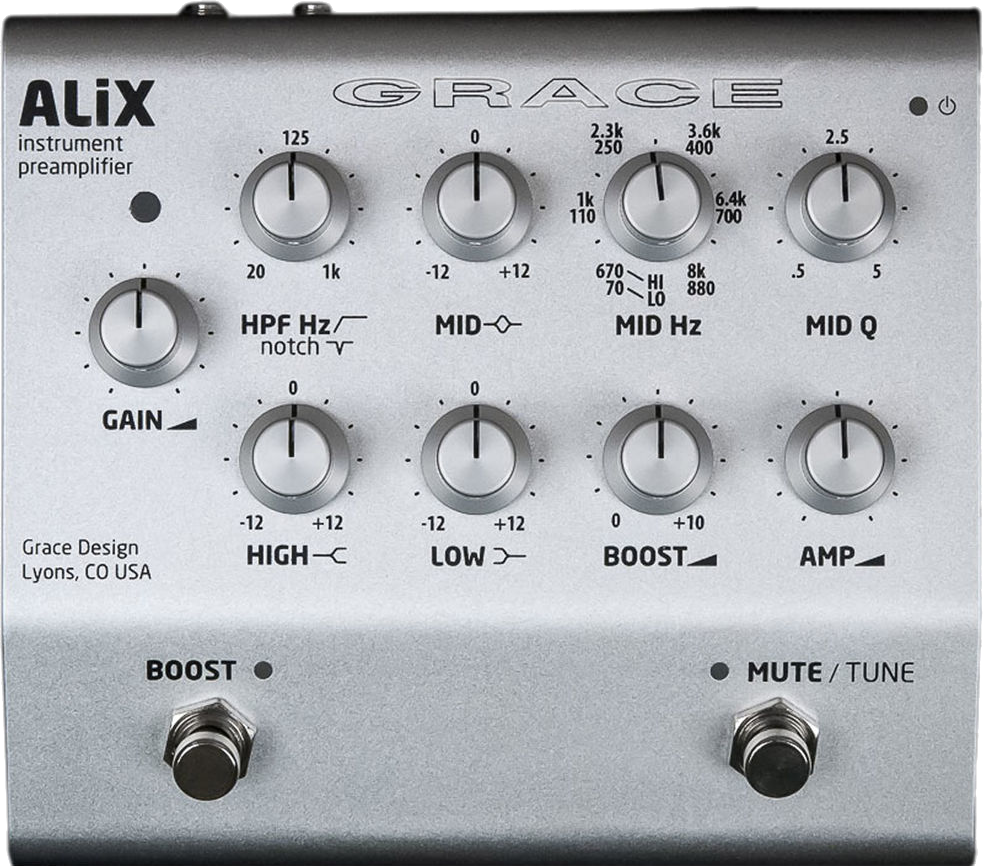 ALiX
GRACE
instrument
preamplifier
125
0
2.3k
250
3.6k
400
2.5
1k
110
6.4k
700
20
1k
-12
+12
670
70
HI
LO
8k
880
.5
5
HPF Hz
notch
MID
MID Hz
MID Q
GAIN
0
0
-12
+12
-12
+12
0
+10
HIGH
LOW
BOOST
AMP
Grace Design
Lyons, CO USA
BOOST
MUTE / TUNE